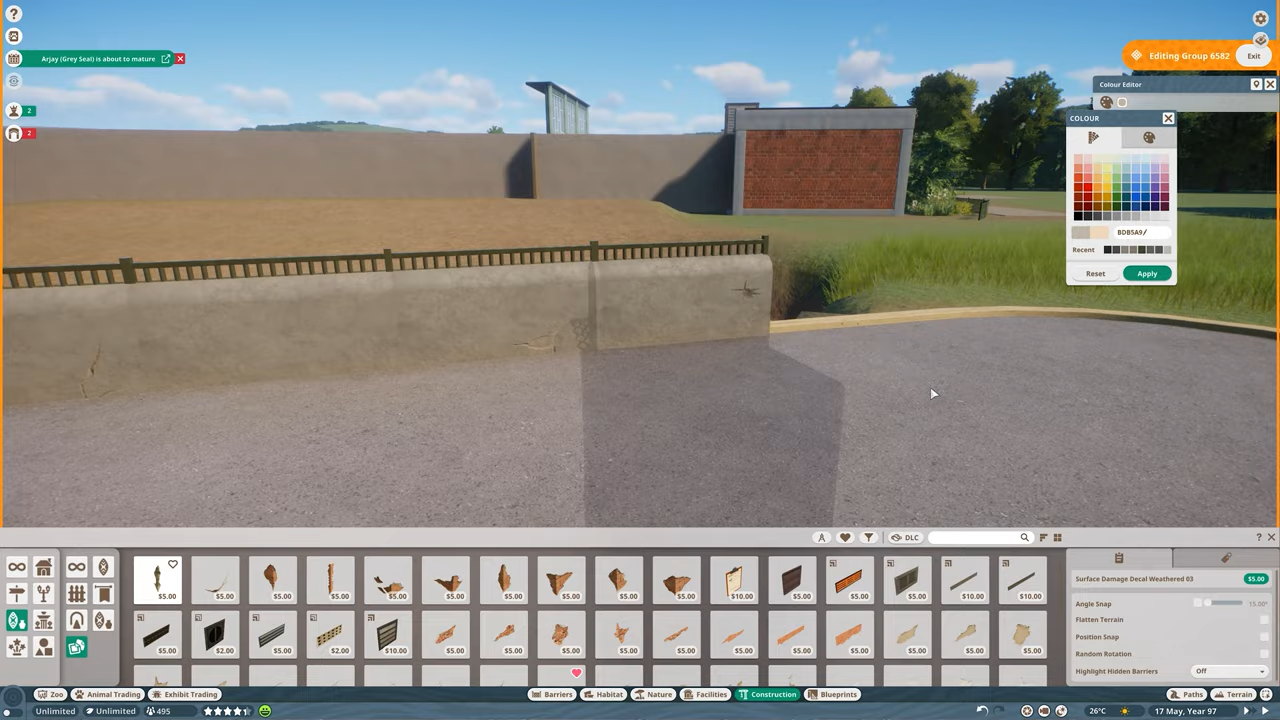 ?
Arjay (Grey Seal) is about to mature
2
2
Editing Group 6582
Exit
Colour Editor
COLOUR
BDB5A9/
Recent
Reset
Apply
DLC
?
$5.00 $5.00 $5.00 $5.00 $5.00 $5.00 $5.00 $5.00 $5.00 $5.00 $10.00 $5.00 $5.00 $5.00 $10.00 $10.00
$5.00 $2.00 $5.00 $2.00 $10.00 $5.00 $5.00 $5.00 $5.00 $5.00 $5.00 $5.00 $5.00 $5.00 $5.00 $5.00
Surface Damage Decal Weathered 03
$5.00
Angle Snap
15.00°
Flatten Terrain
Position Snap
Random Rotation
Highlight Hidden Barriers
Off
Zoo
Animal Trading
Exhibit Trading
Barriers
Habitat
Nature
Facilities
Construction
Blueprints
Paths
Terrain
Unlimited
Unlimited
495
26°C
17 May, Year 97